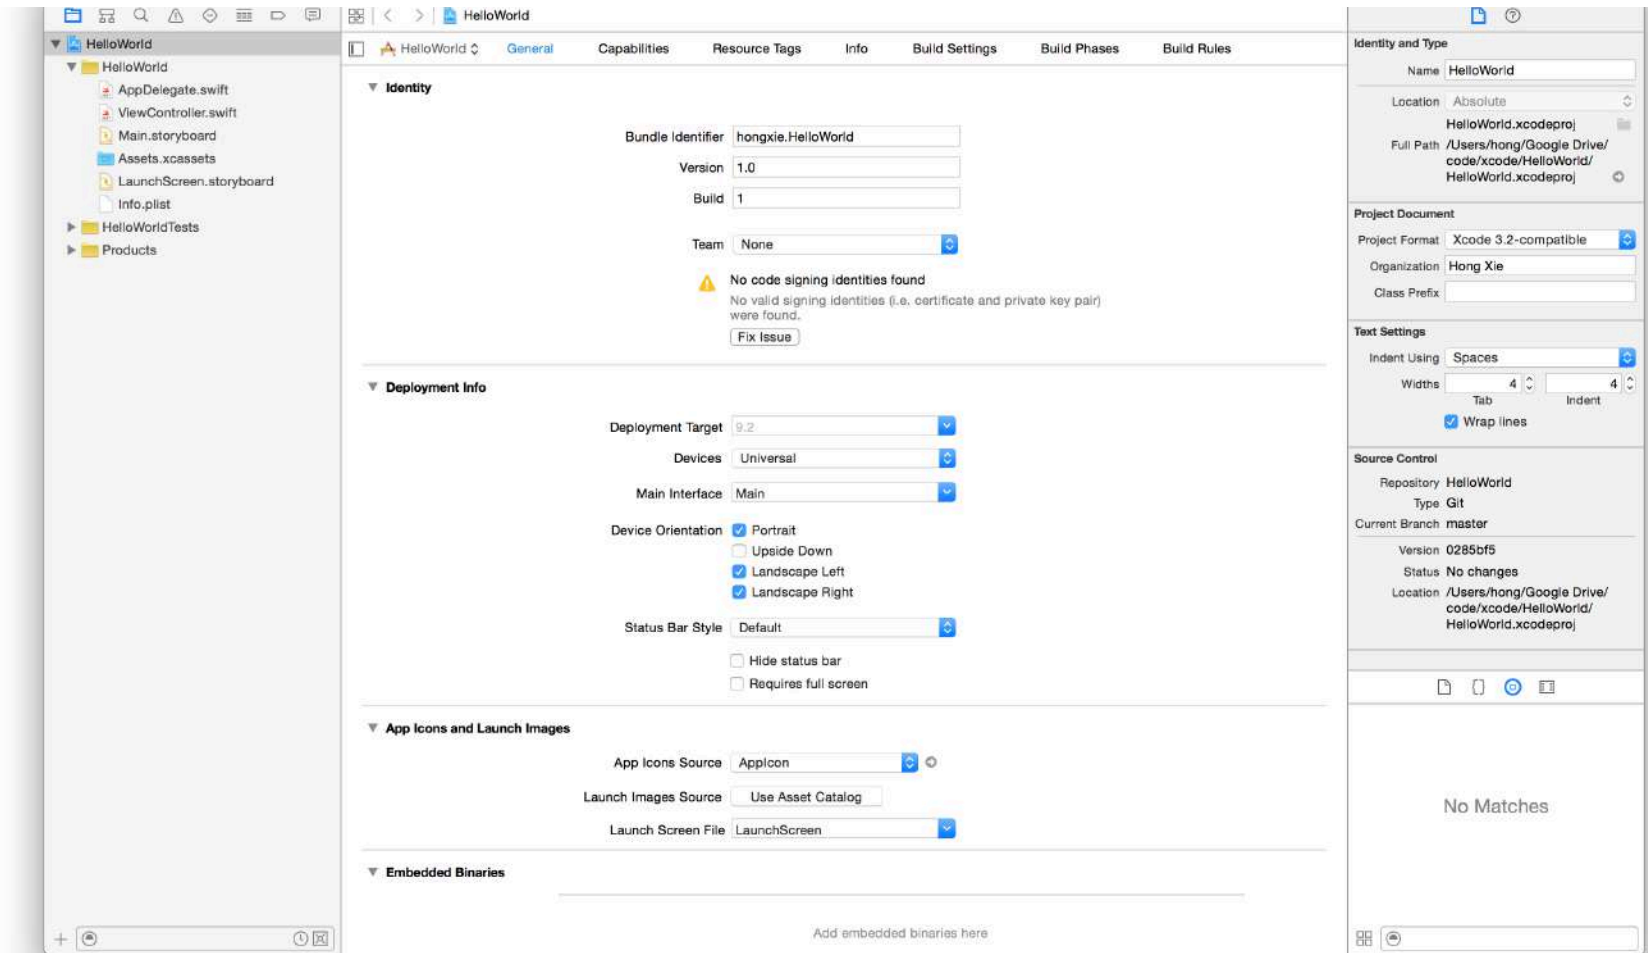 HelloWorld
HelloWorld
HelloWorld
AppDelegate.swift
ViewController.swift
Main.storyboard
Assets.xcassets
LaunchScreen.storyboard
Info.plist
HelloWorldTests
Products
HelloWorld General Capabilities Resource Tags Info Build Settings Build Phases Build Rules
Identity
Bundle Identifier hongxie.HelloWorld
Version 1.0
Build 1
Team None
No code signing identities found
No valid signing identities (i.e. certificate and private key pair)
were found.
Fix Issue
Deployment Info
Deployment Target 9.2
Devices Universal
Main Interface Main
Device Orientation Portrait
Upside Down
Landscape Left
Landscape Right
Status Bar Style Default
Hide status bar
Requires full screen
App Icons and Launch Images
App Icons Source AppIcon
Launch Images Source Use Asset Catalog
Launch Screen File LaunchScreen
Embedded Binaries
Add embedded binaries here
Identity and Type
Name HelloWorld
Location Absolute
HelloWorld.xcodeproj
Full Path /Users/hong/Google Drive/
code/xcode/HelloWorld/
HelloWorld.xcodeproj
Project Document
Project Format Xcode 3.2-compatible
Organization Hong Xie
Class Prefix
Text Settings
Indent Using Spaces
Widths 4 4
Tab Indent
Wrap lines
Source Control
Repository HelloWorld
Type Git
Current Branch master
Version 0285bf5
Status No changes
Location /Users/hong/Google Drive/
code/xcode/HelloWorld/
HelloWorld.xcodeproj
No Matches